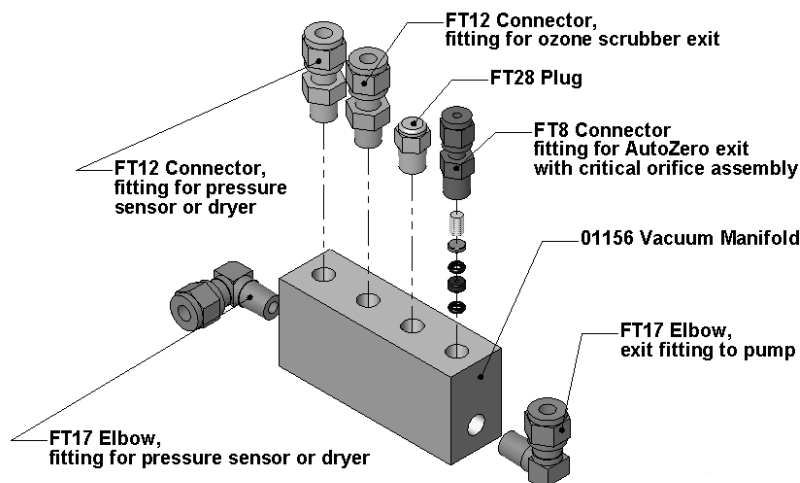 FT12 Connector,
fitting for ozone scrubber exit
FT28 Plug
FT8 Connector
fitting for AutoZero exit
with critical orifice assembly
FT12 Connector,
fitting for pressure
sensor or dryer
01156 Vacuum Manifold
FT17 Elbow,
exit fitting to pump
FT17 Elbow,
fitting for pressure sensor or dryer